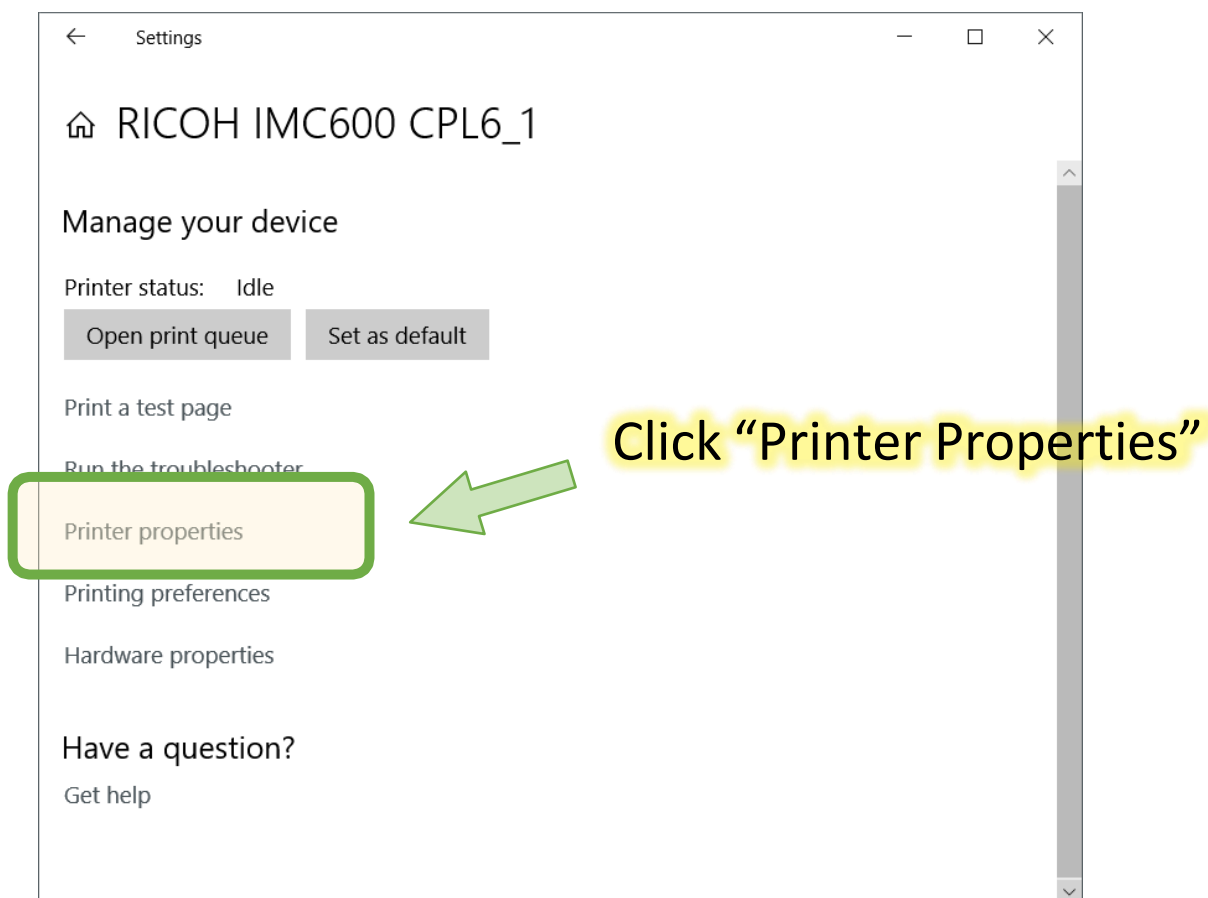 Settings
RICOH IMC600 CPL6_1
Manage your device
Printer status: Idle
Open print queue Set as default
Print a test page
Click “Printer Properties”
Run the troubleshooter
Printer properties
Printing preferences
Hardware properties
Have a question?
Get help